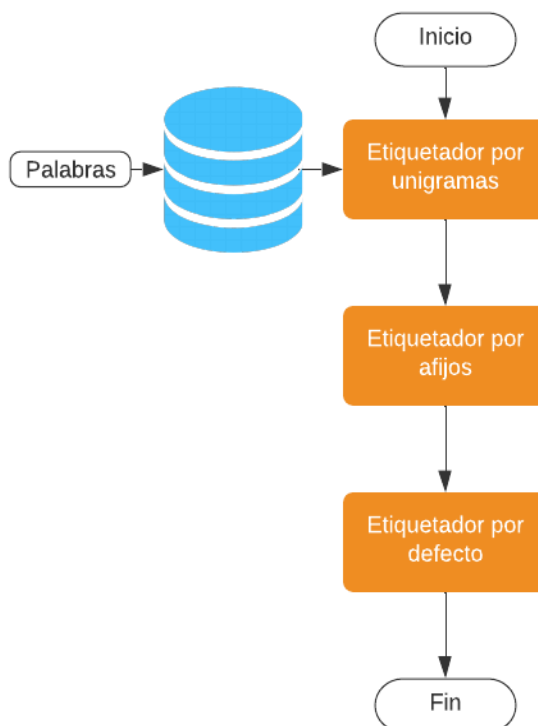 Inicio
Palabras
Etiquetador por
unigramas
Etiquetador por
afijos
Etiquetador por
defecto
Fin